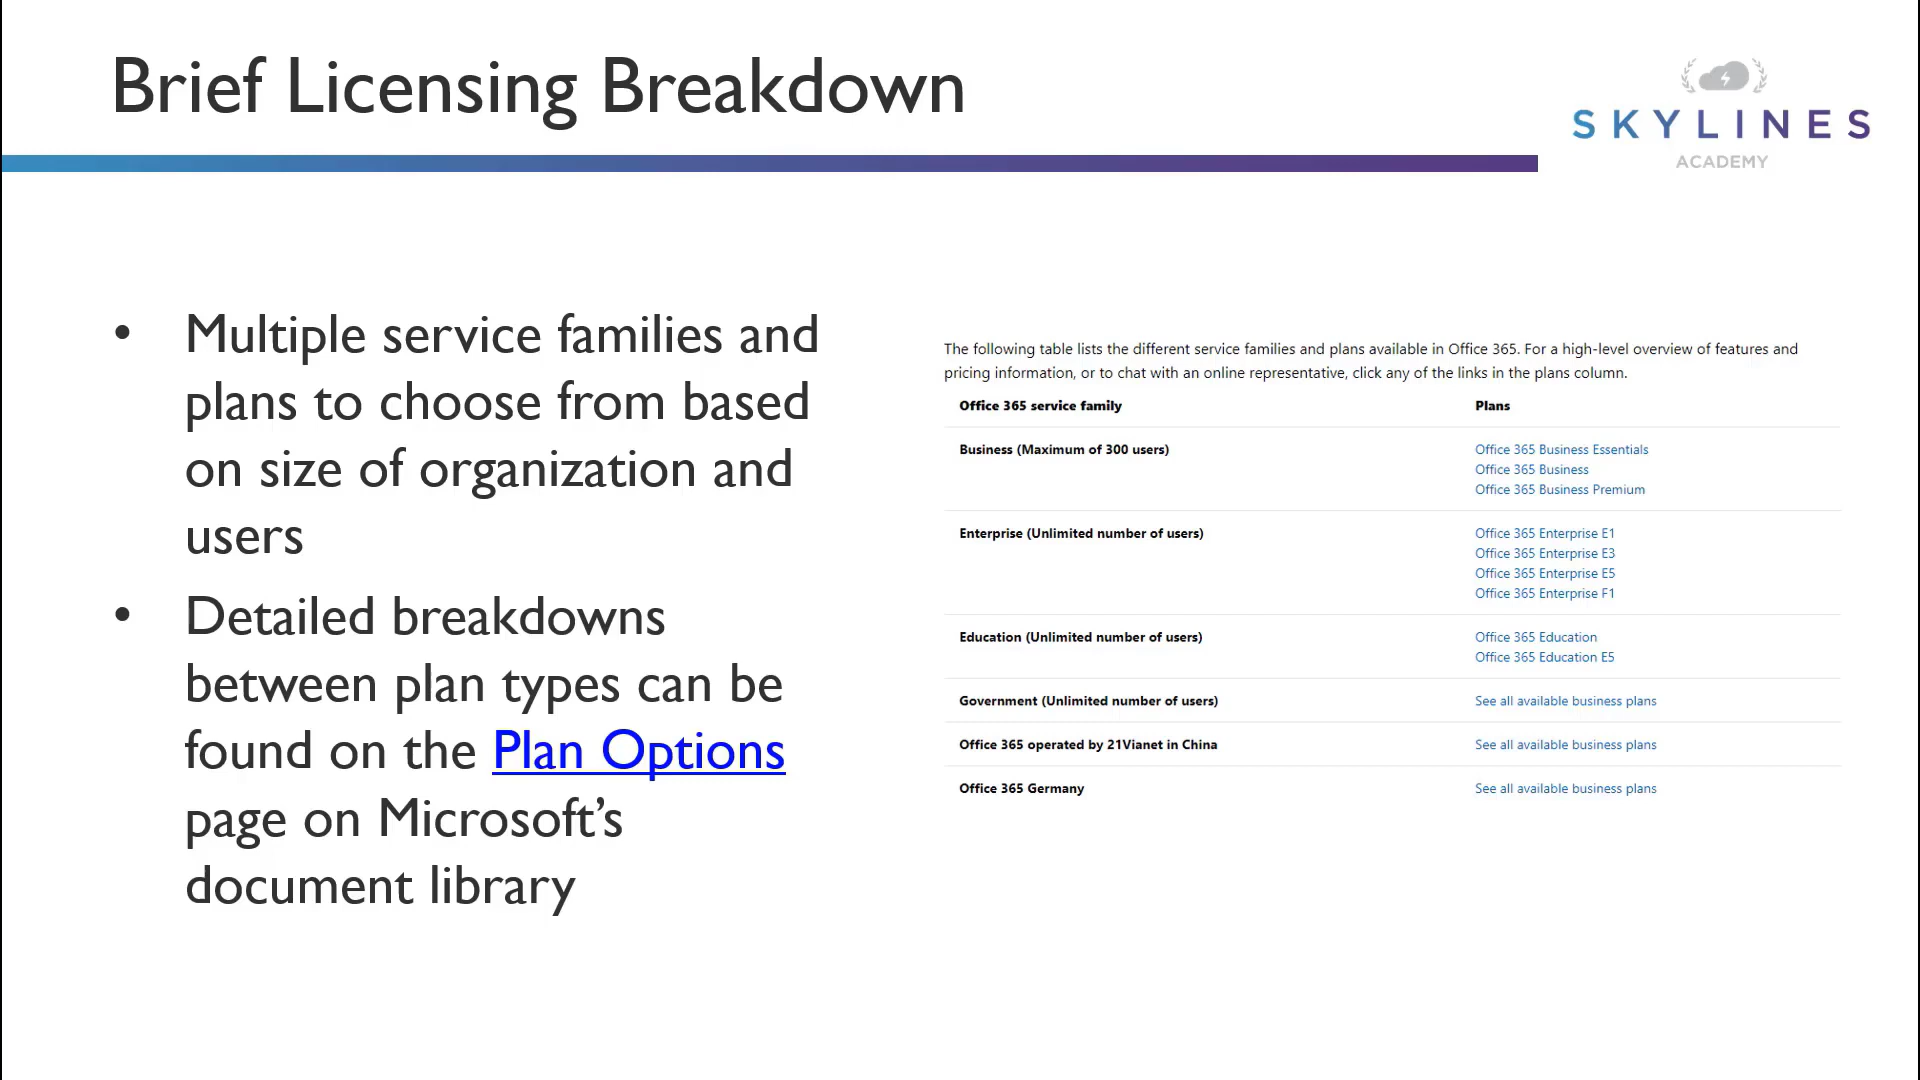 Brief Licensing Breakdown
SKYLINES
ACADEMY
• Multiple service families and
plans to choose from based
on size of organization and
users
• Detailed breakdowns
between plan types can be
found on the Plan Options
page on Microsoft’s
document library
The following table lists the different service families and plans available in Office 365. For a high-level overview of features and
pricing information, or to chat with an online representative, click any of the links in the plans column.
Office 365 service family Plans
Business (Maximum of 300 users) Office 365 Business Essentials
Office 365 Business
Office 365 Business Premium
Enterprise (Unlimited number of users) Office 365 Enterprise E1
Office 365 Enterprise E3
Office 365 Enterprise E5
Office 365 Enterprise F1
Education (Unlimited number of users) Office 365 Education
Office 365 Education E5
Government (Unlimited number of users) See all available business plans
Office 365 operated by 21Vianet in China See all available business plans
Office 365 Germany See all available business plans